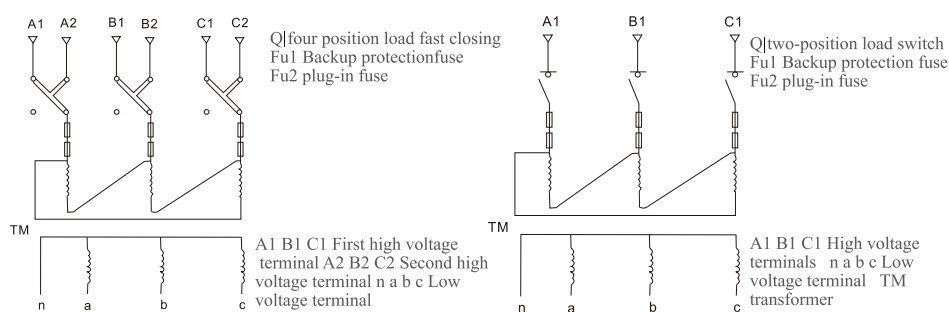 A1 A2 B1 B2 C1 C2
Q|four position load fast closing
Fu1 Backup protectionfuse
Fu2 plug-in fuse
TM
A1 B1 C1 First high voltage
terminal A2 B2 C2 Second high
voltage terminal n a b c Low
voltage terminal
n a b c
A1 B1 C1
Q|two-position load switch
Fu1 Backup protection fuse
Fu2 plug-in fuse
TM
A1 B1 C1 High voltage
terminals n a b c Low
voltage terminal TM
transformer
n a b c